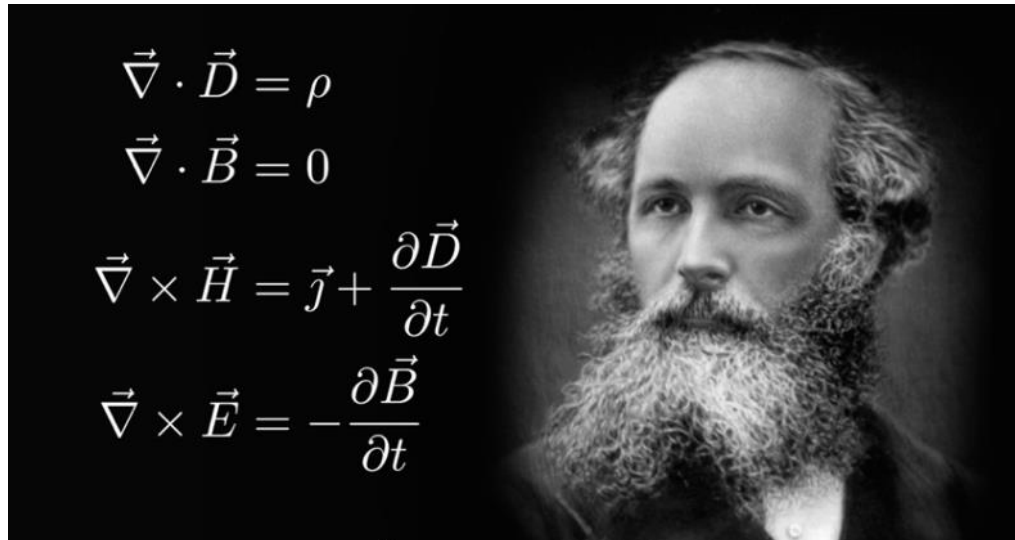 ∇⃗ · D⃗ = ρ
∇⃗ · B⃗ = 0
∇⃗ × H⃗ = ȷ⃗ + ∂D⃗/∂t
∇⃗ × E⃗ = −∂B⃗/∂t